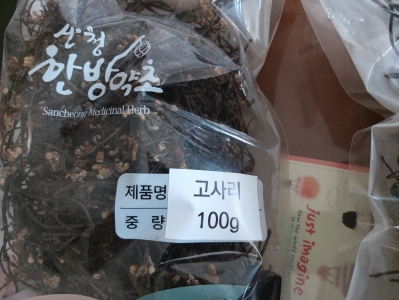 산청
한방약초
Sancheong Medicinal Herb
제품명 고사리
중 량 100g
just imagine